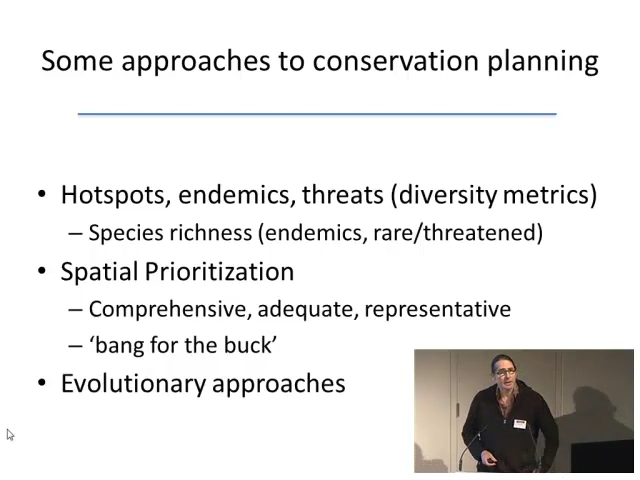 Some approaches to conservation planning
• Hotspots, endemics, threats (diversity metrics)
– Species richness (endemics, rare/threatened)
• Spatial Prioritization
– Comprehensive, adequate, representative
– ‘bang for the buck’
• Evolutionary approaches